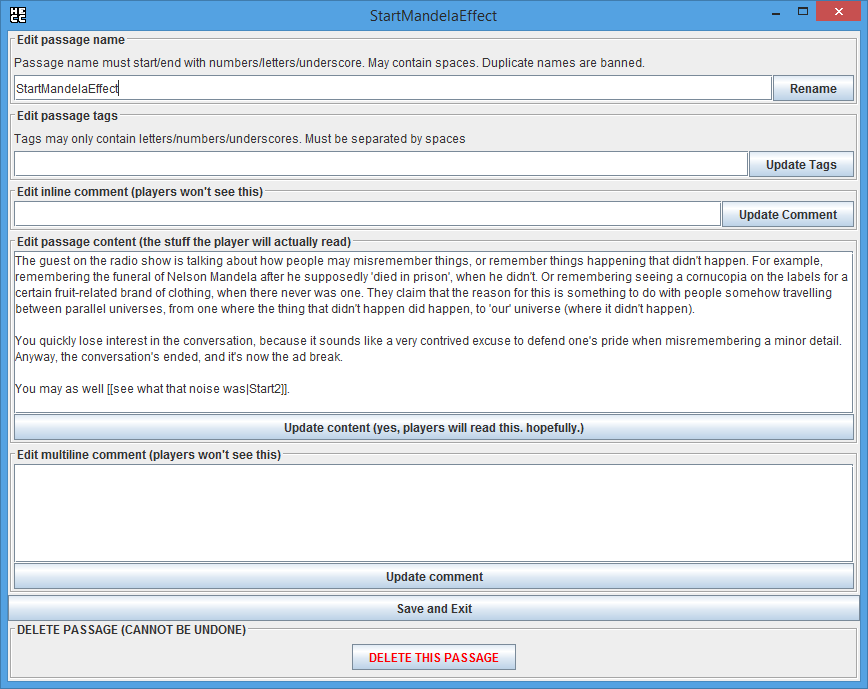 HECC
StartMandelaEffect
Edit passage name
Passage name must start/end with numbers/letters/underscore. May contain spaces. Duplicate names are banned.
StartMandelaEffect
Rename
Edit passage tags
Tags may only contain letters/numbers/underscores. Must be separated by spaces
Update Tags
Edit inline comment (players won't see this)
Update Comment
Edit passage content (the stuff the player will actually read)
The guest on the radio show is talking about how people may misremember things, or remember things happening that didn't happen. For example,
remembering the funeral of Nelson Mandela after he supposedly 'died in prison', when he didn't. Or remembering seeing a cornucopia on the labels for a
certain fruit-related brand of clothing, when there never was one. They claim that the reason for this is something to do with people somehow travelling
between parallel universes, from one where the thing that didn't happen did happen, to 'our' universe (where it didn't happen).
You quickly lose interest in the conversation, because it sounds like a very contrived excuse to defend one's pride when misremembering a minor detail.
Anyway, the conversation's ended, and it's now the ad break.
You may as well [[see what that noise was|Start2]].
Update content (yes, players will read this. hopefully.)
Edit multiline comment (players won't see this)
Update comment
Save and Exit
DELETE PASSAGE (CANNOT BE UNDONE)
DELETE THIS PASSAGE